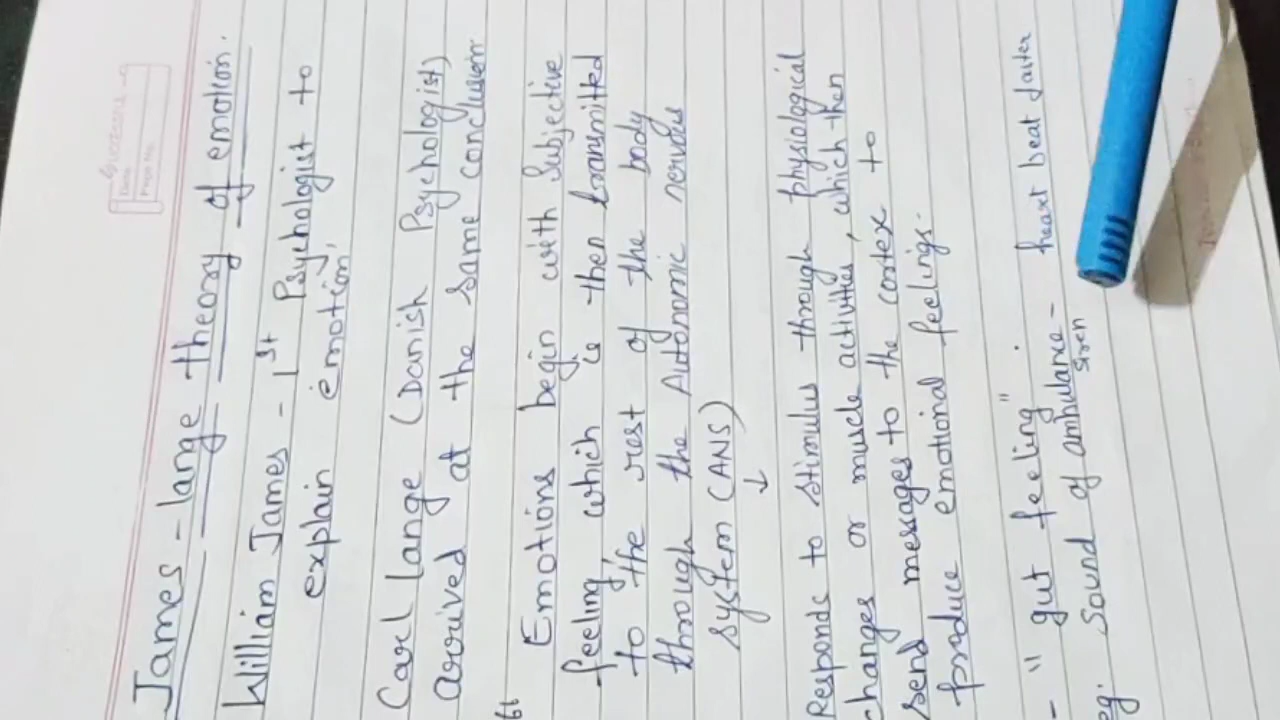 James - lange theory of emotion.
William James - 1st Psychologist to
explain emotion.
Carl lange (Danish Psychologist)
arrived at the same conclusion
Emotions begin with Subjective
feeling, which is then transmitted
to the rest of the body
through the Autonomic nervous
system (ANS)
↓
Responds to stimulus through physiological
changes or muscle activities, which then
send messages to the cortex to
produce emotional feelings.
- "gut feeling".
eg. Sound of ambulance - heart beat faster
siren